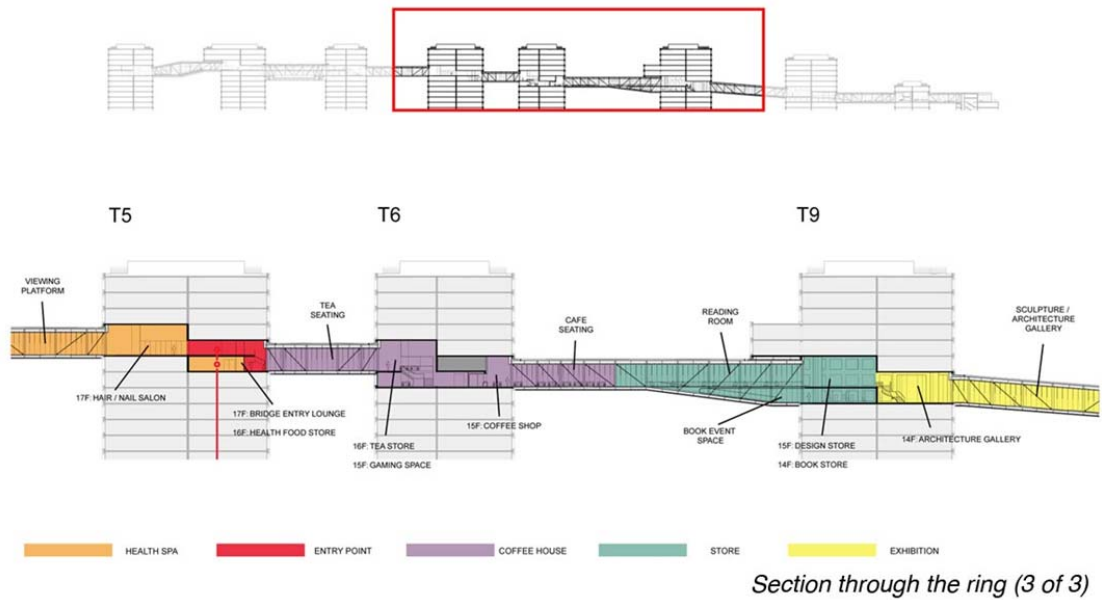 T5
T6
T9
VIEWING
PLATFORM
TEA
SEATING
CAFE
SEATING
READING
ROOM
SCULPTURE /
ARCHITECTURE
GALLERY
17F: HAIR / NAIL SALON
17F: BRIDGE ENTRY LOUNGE
16F: HEALTH FOOD STORE
16F: TEA STORE
15F: GAMING SPACE
15F: COFFEE SHOP
BOOK EVENT
SPACE
15F: DESIGN STORE
14F: BOOK STORE
14F: ARCHITECTURE GALLERY
HEALTH SPA
ENTRY POINT
COFFEE HOUSE
STORE
EXHIBITION
Section through the ring (3 of 3)